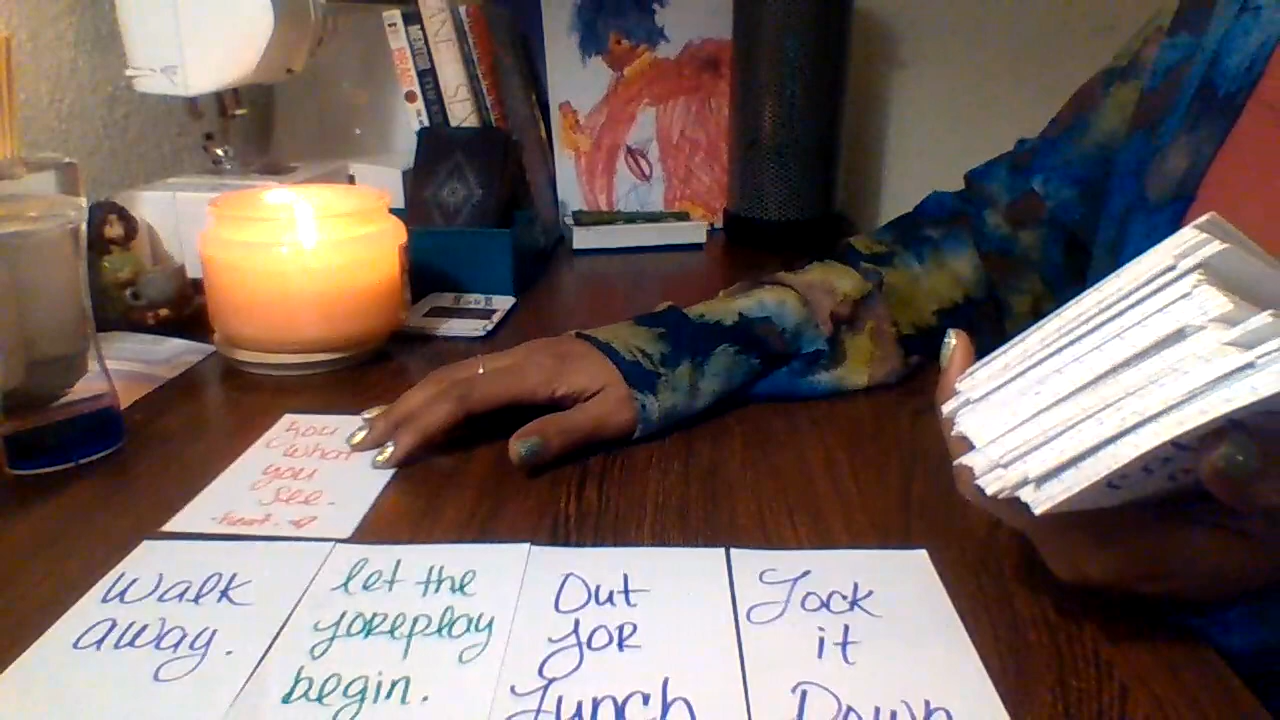 you
what
you
see.
Walk
away.
let the
foreplay
begin.
Out
for
Lunch
Lock
it
Down